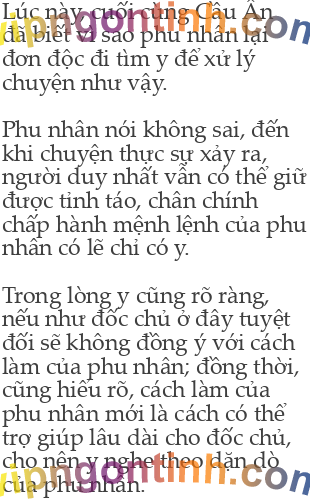 Lúc này, cuối cùng Cầu Ân
đã biết vì sao phu nhân lại
đơn độc đi tìm y để xử lý
chuyện như vậy.
Phu nhân nói không sai, đến
khi chuyện thực sự xảy ra,
người duy nhất vẫn có thể giữ
được tỉnh táo, chân chính
chấp hành mệnh lệnh của phu
nhân có lẽ chỉ có y.
Trong lòng y cũng rõ ràng,
nếu như đốc chủ ở đây tuyệt
đối sẽ không đồng ý với cách
làm của phu nhân; đồng thời,
cũng hiểu rõ, cách làm của
phu nhân mới là cách có thể
trợ giúp lâu dài cho đốc chủ,
cho nên y nghe theo dặn dò
của phu nhân.
vipngontinh.com
vipngontinh.com